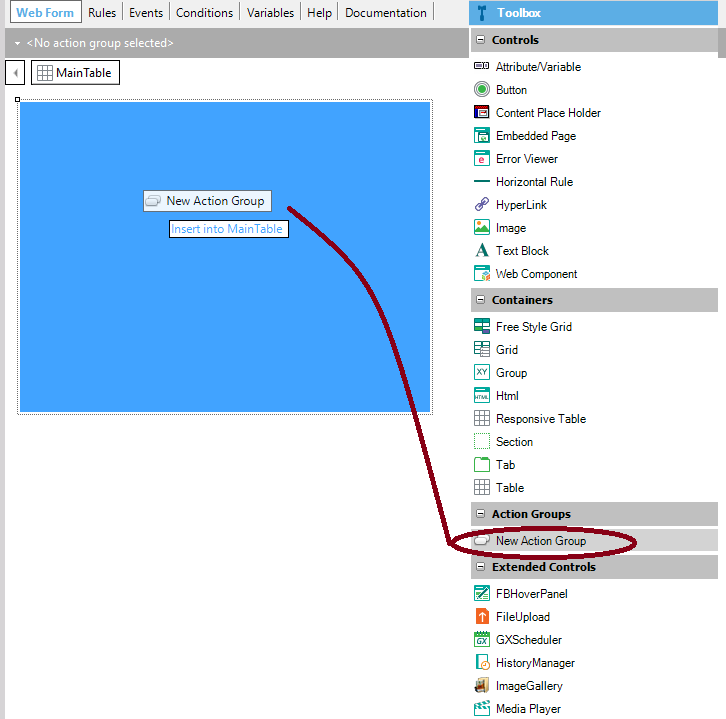 Web Form Rules Events Conditions Variables Help Documentation
<No action group selected>
MainTable
New Action Group
Insert into MainTable
Toolbox
Controls
Attribute/Variable
Button
Content Place Holder
Embedded Page
Error Viewer
Horizontal Rule
HyperLink
Image
Text Block
Web Component
Containers
Free Style Grid
Grid
Group
Html
Responsive Table
Section
Tab
Table
Action Groups
New Action Group
Extended Controls
FBHoverPanel
FileUpload
GXScheduler
HistoryManager
ImageGallery
Media Player